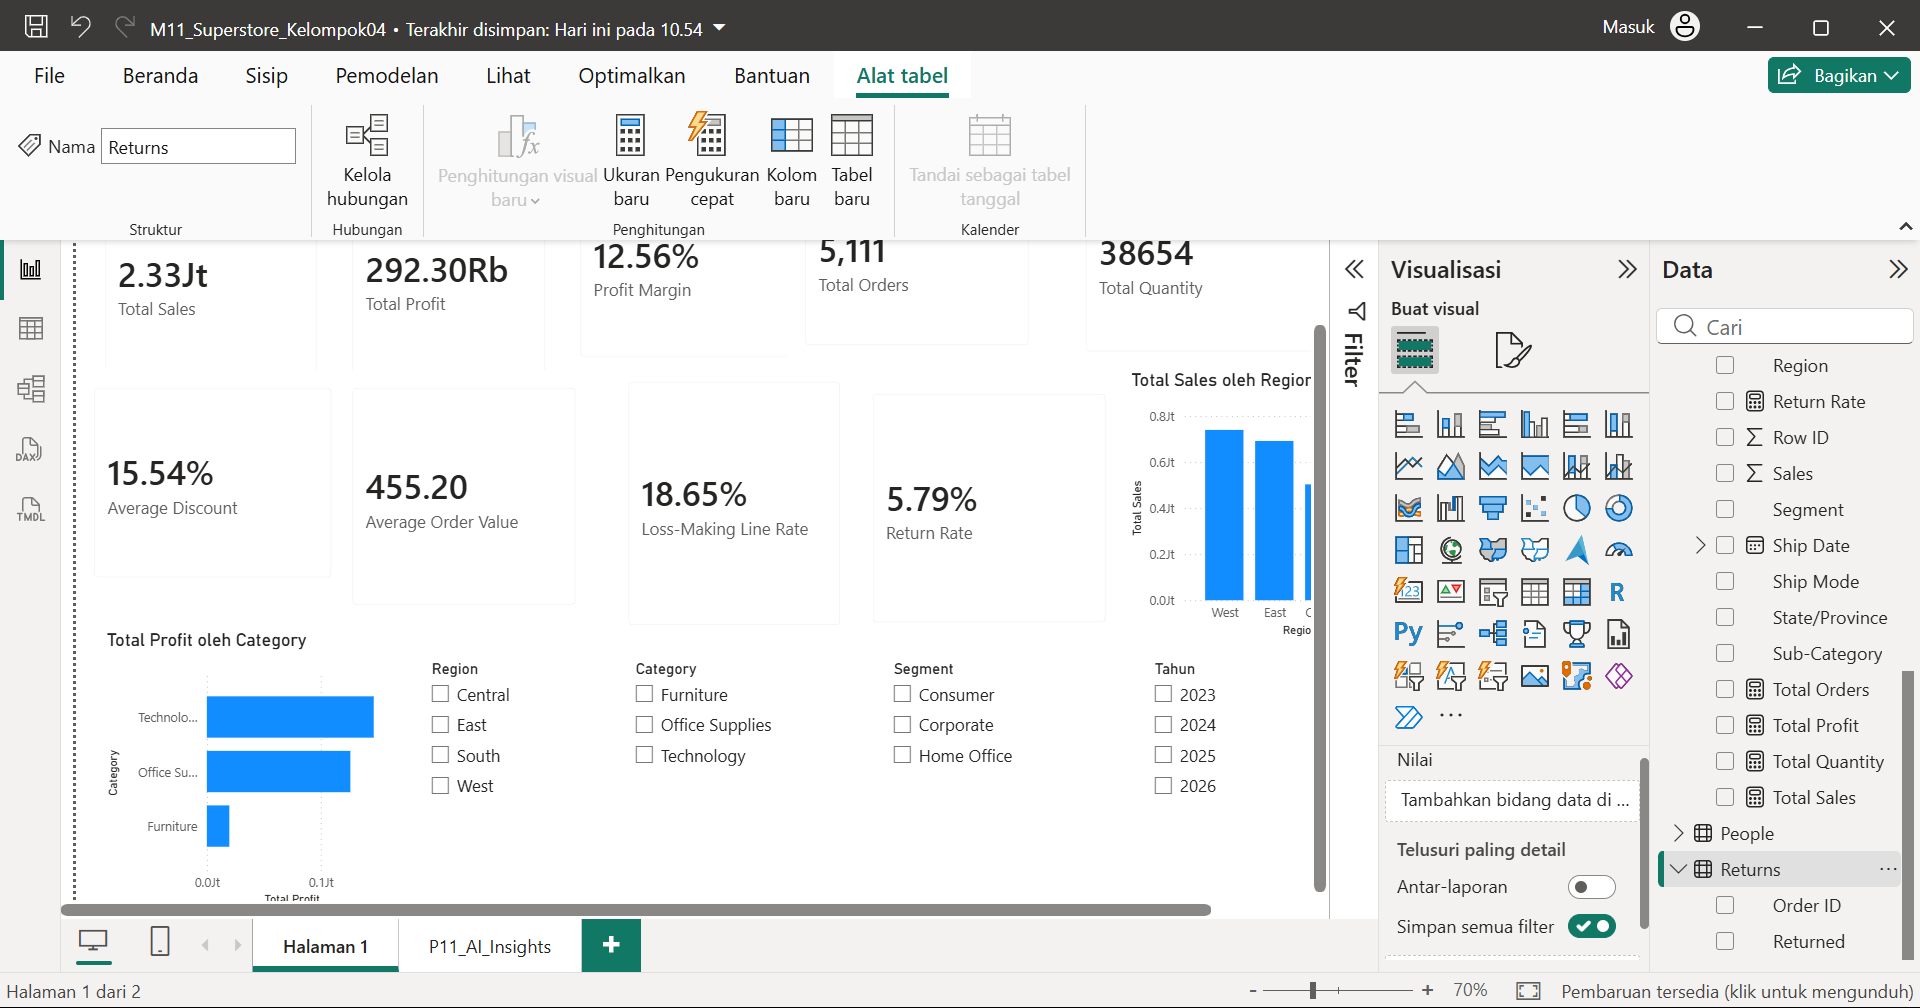 M11_Superstore_Kelompok04 • Terakhir disimpan: Hari ini pada 10.54
Masuk
File
Beranda
Sisip
Pemodelan
Lihat
Optimalkan
Bantuan
Alat tabel
Bagikan
Nama
Returns
Struktur
Kelola
hubungan
Hubungan
Penghitungan visual
baru
Ukuran
baru
Pengukuran
cepat
Kolom
baru
Tabel
baru
Penghitungan
Tandai sebagai tabel
tanggal
Kalender
DAX
TMDL
2.33Jt
Total Sales
292.30Rb
Total Profit
12.56%
Profit Margin
5,111
Total Orders
38654
Total Quantity
15.54%
Average Discount
455.20
Average Order Value
18.65%
Loss-Making Line Rate
5.79%
Return Rate
Total Sales oleh Region
0.8Jt
0.6Jt
0.4Jt
0.2Jt
0.0Jt
Total Sales
West
East
C
Regio
Total Profit oleh Category
Category
Technolo...
Office Su...
Furniture
0.0Jt
0.1Jt
Total Profit
Region
Central
East
South
West
Category
Furniture
Office Supplies
Technology
Segment
Consumer
Corporate
Home Office
Tahun
2023
2024
2025
2026
Filter
Visualisasi
Buat visual
123
R
Py
...
Nilai
Tambahkan bidang data di ...
Telusuri paling detail
Antar-laporan
Simpan semua filter
Data
Cari
Region
Return Rate
Row ID
Sales
Segment
Ship Date
Ship Mode
State/Province
Sub-Category
Total Orders
Total Profit
Total Quantity
Total Sales
People
Returns
...
Order ID
Returned
Halaman 1
P11_AI_Insights
+
Halaman 1 dari 2
-
+
70%
Pembaruan tersedia (klik untuk mengunduh)